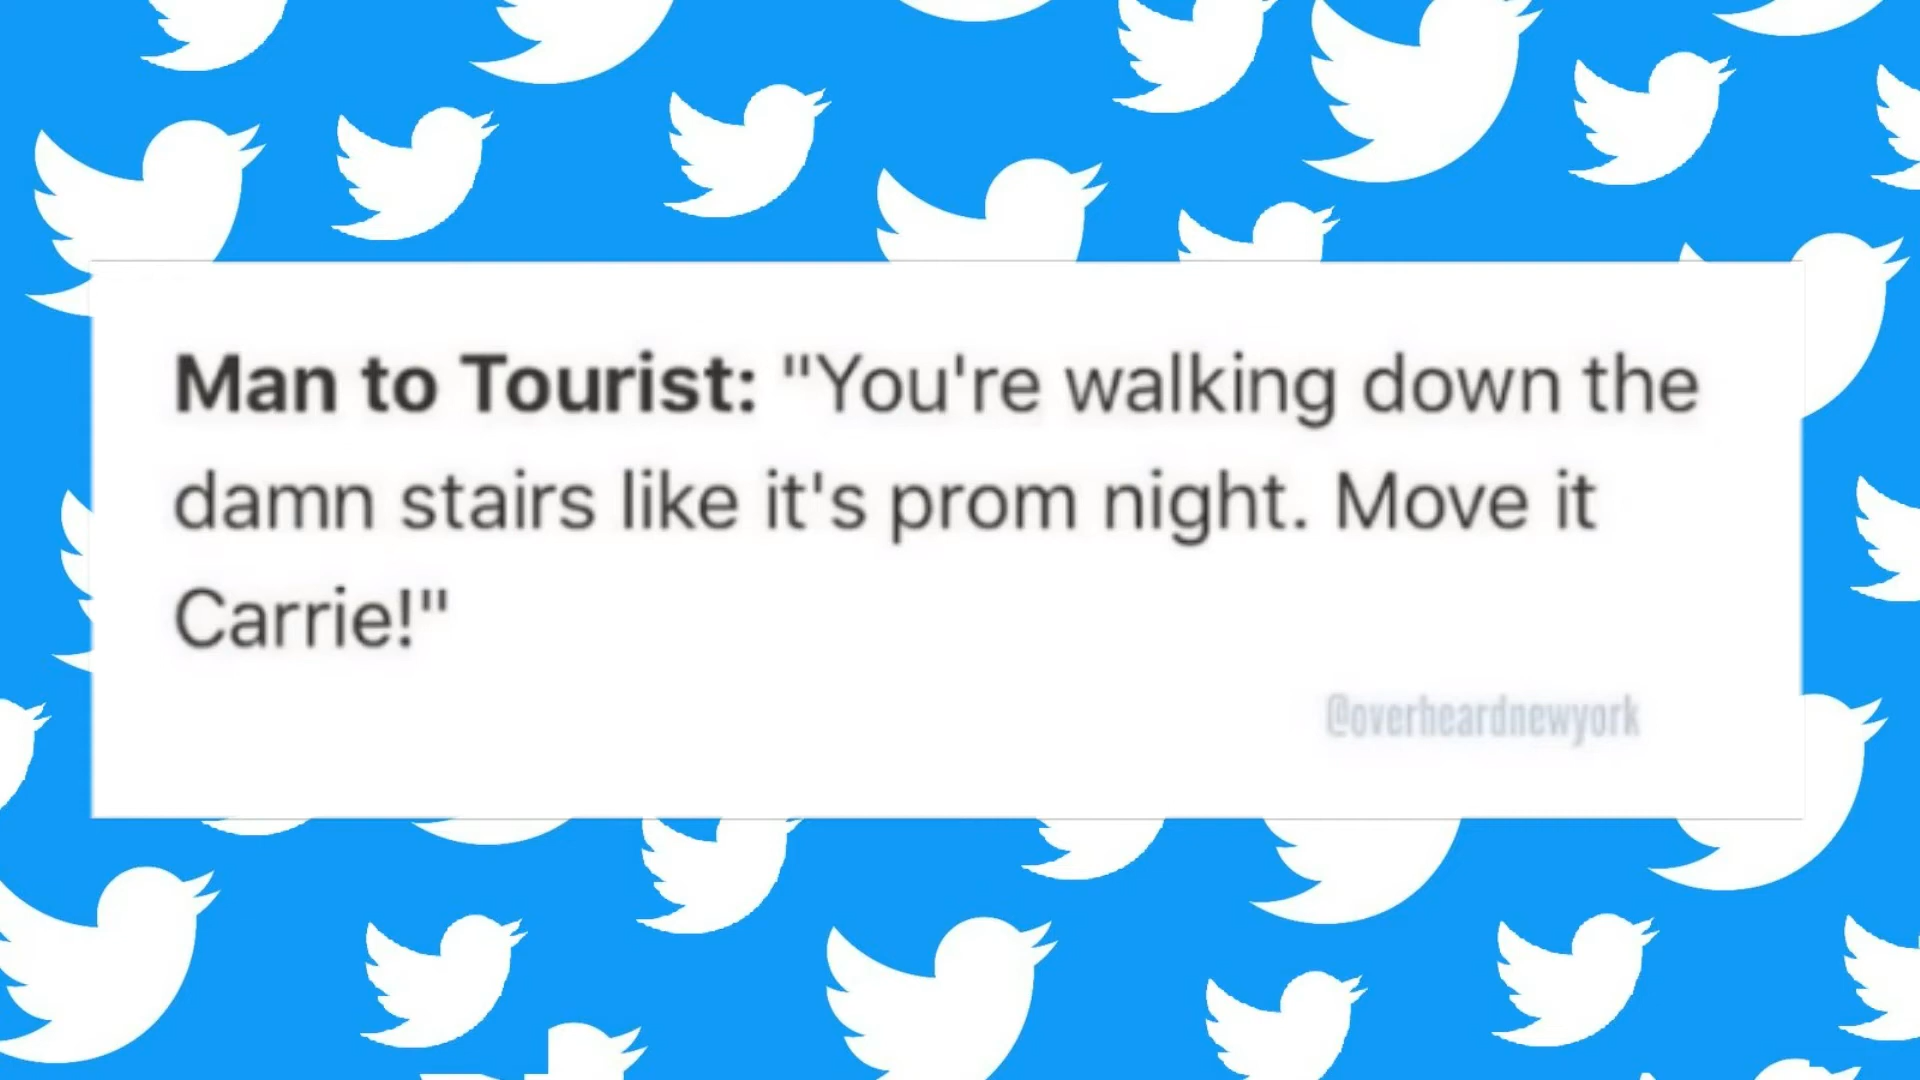 Man to Tourist: "You're walking down the
damn stairs like it's prom night. Move it
Carrie!"
@overheardnewyork